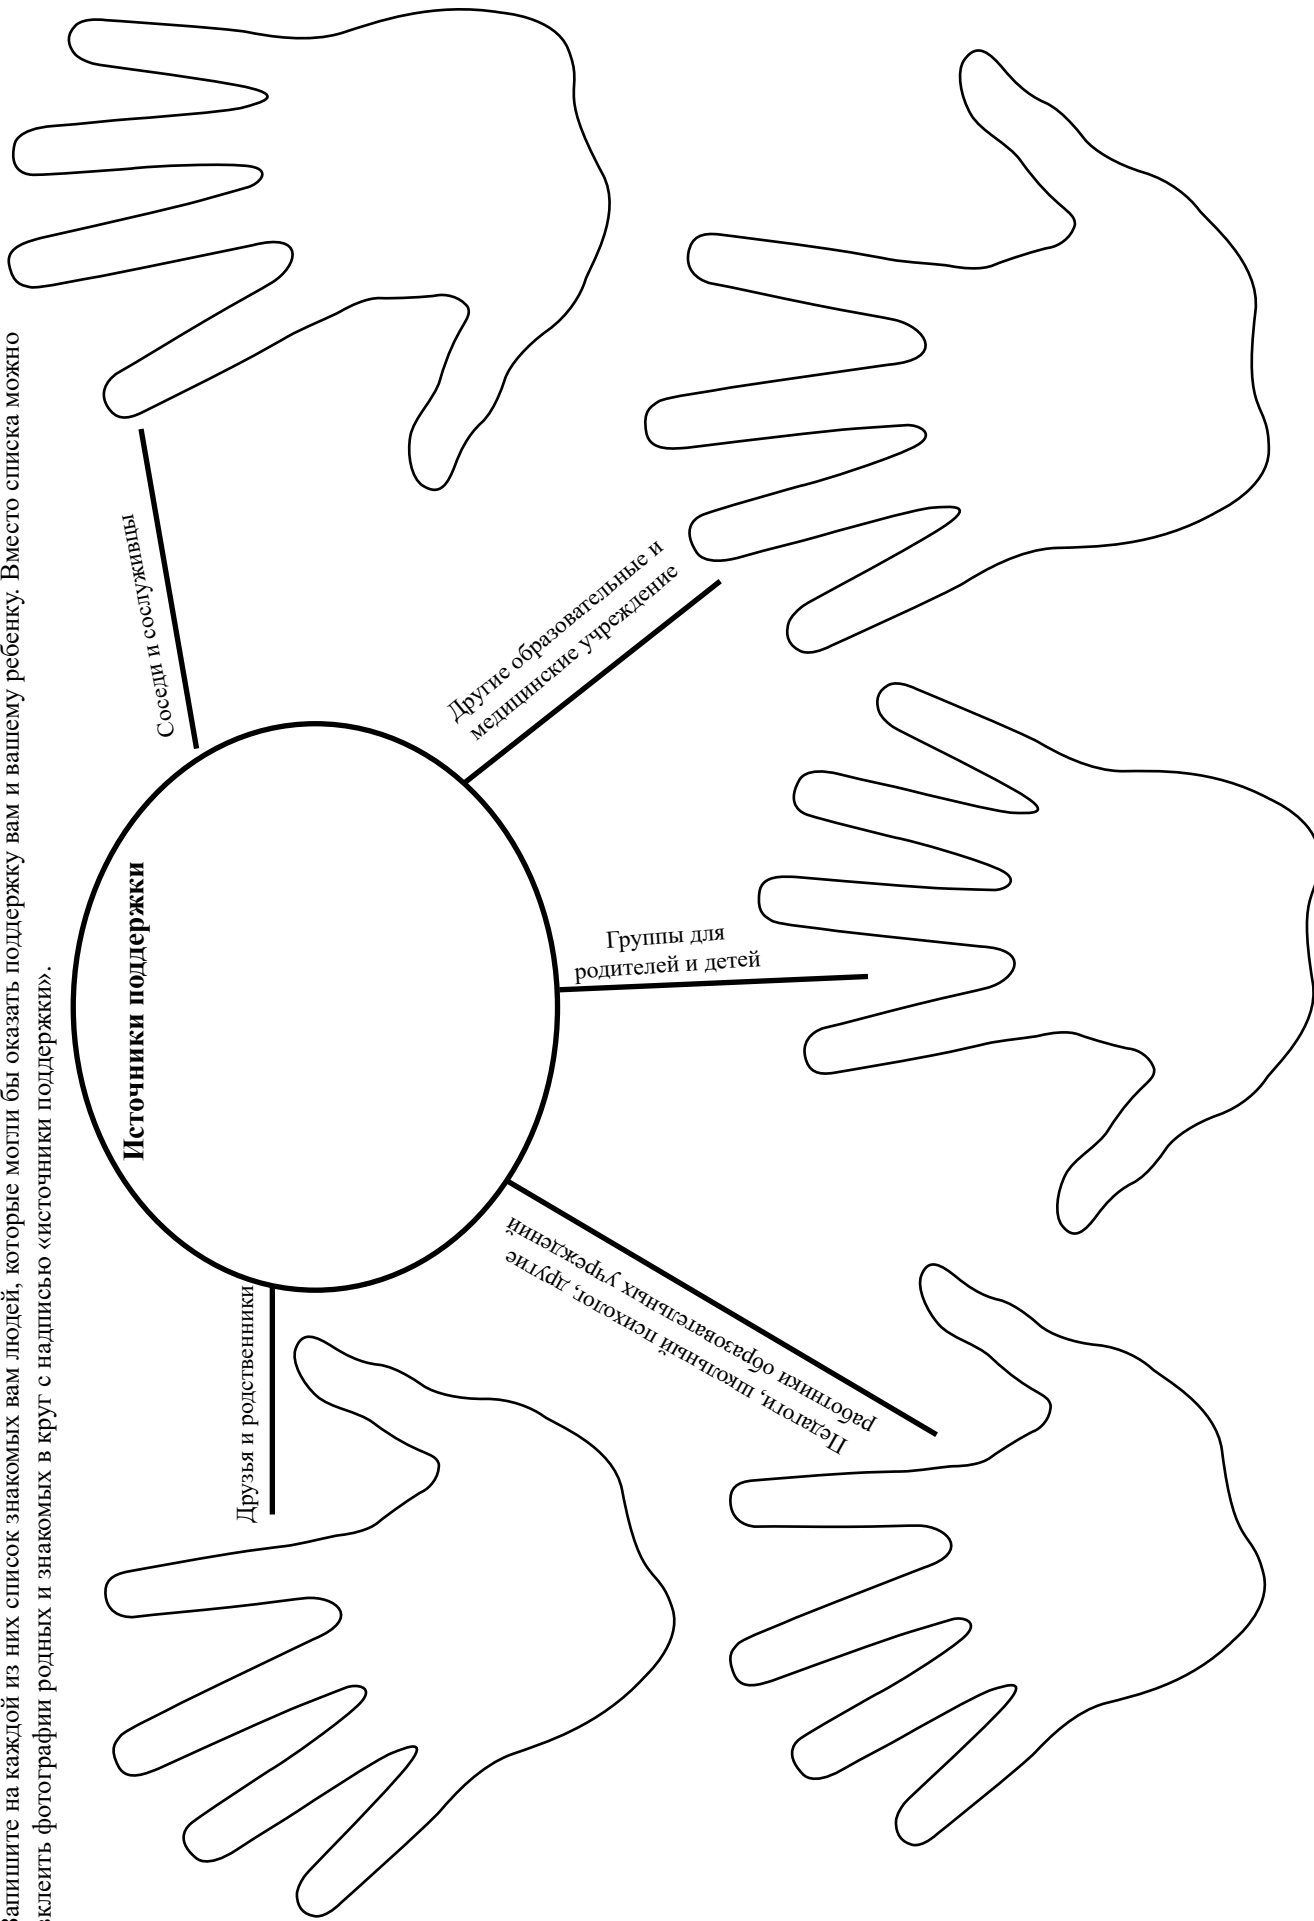 Запишите на каждой из них список знакомых вам людей, которые могли бы оказать поддержку вам и вашему ребенку. Вместо списка можно
вклеить фотографии родных и знакомых в круг с надписью «источники поддержки».
Источники поддержки
Друзья и родственники
Педагоги, школьный психолог, другие
работники образовательных учреждений
Группы для
родителей и детей
Другие образовательные и
медицинские учреждение
Соседи и сослуживцы